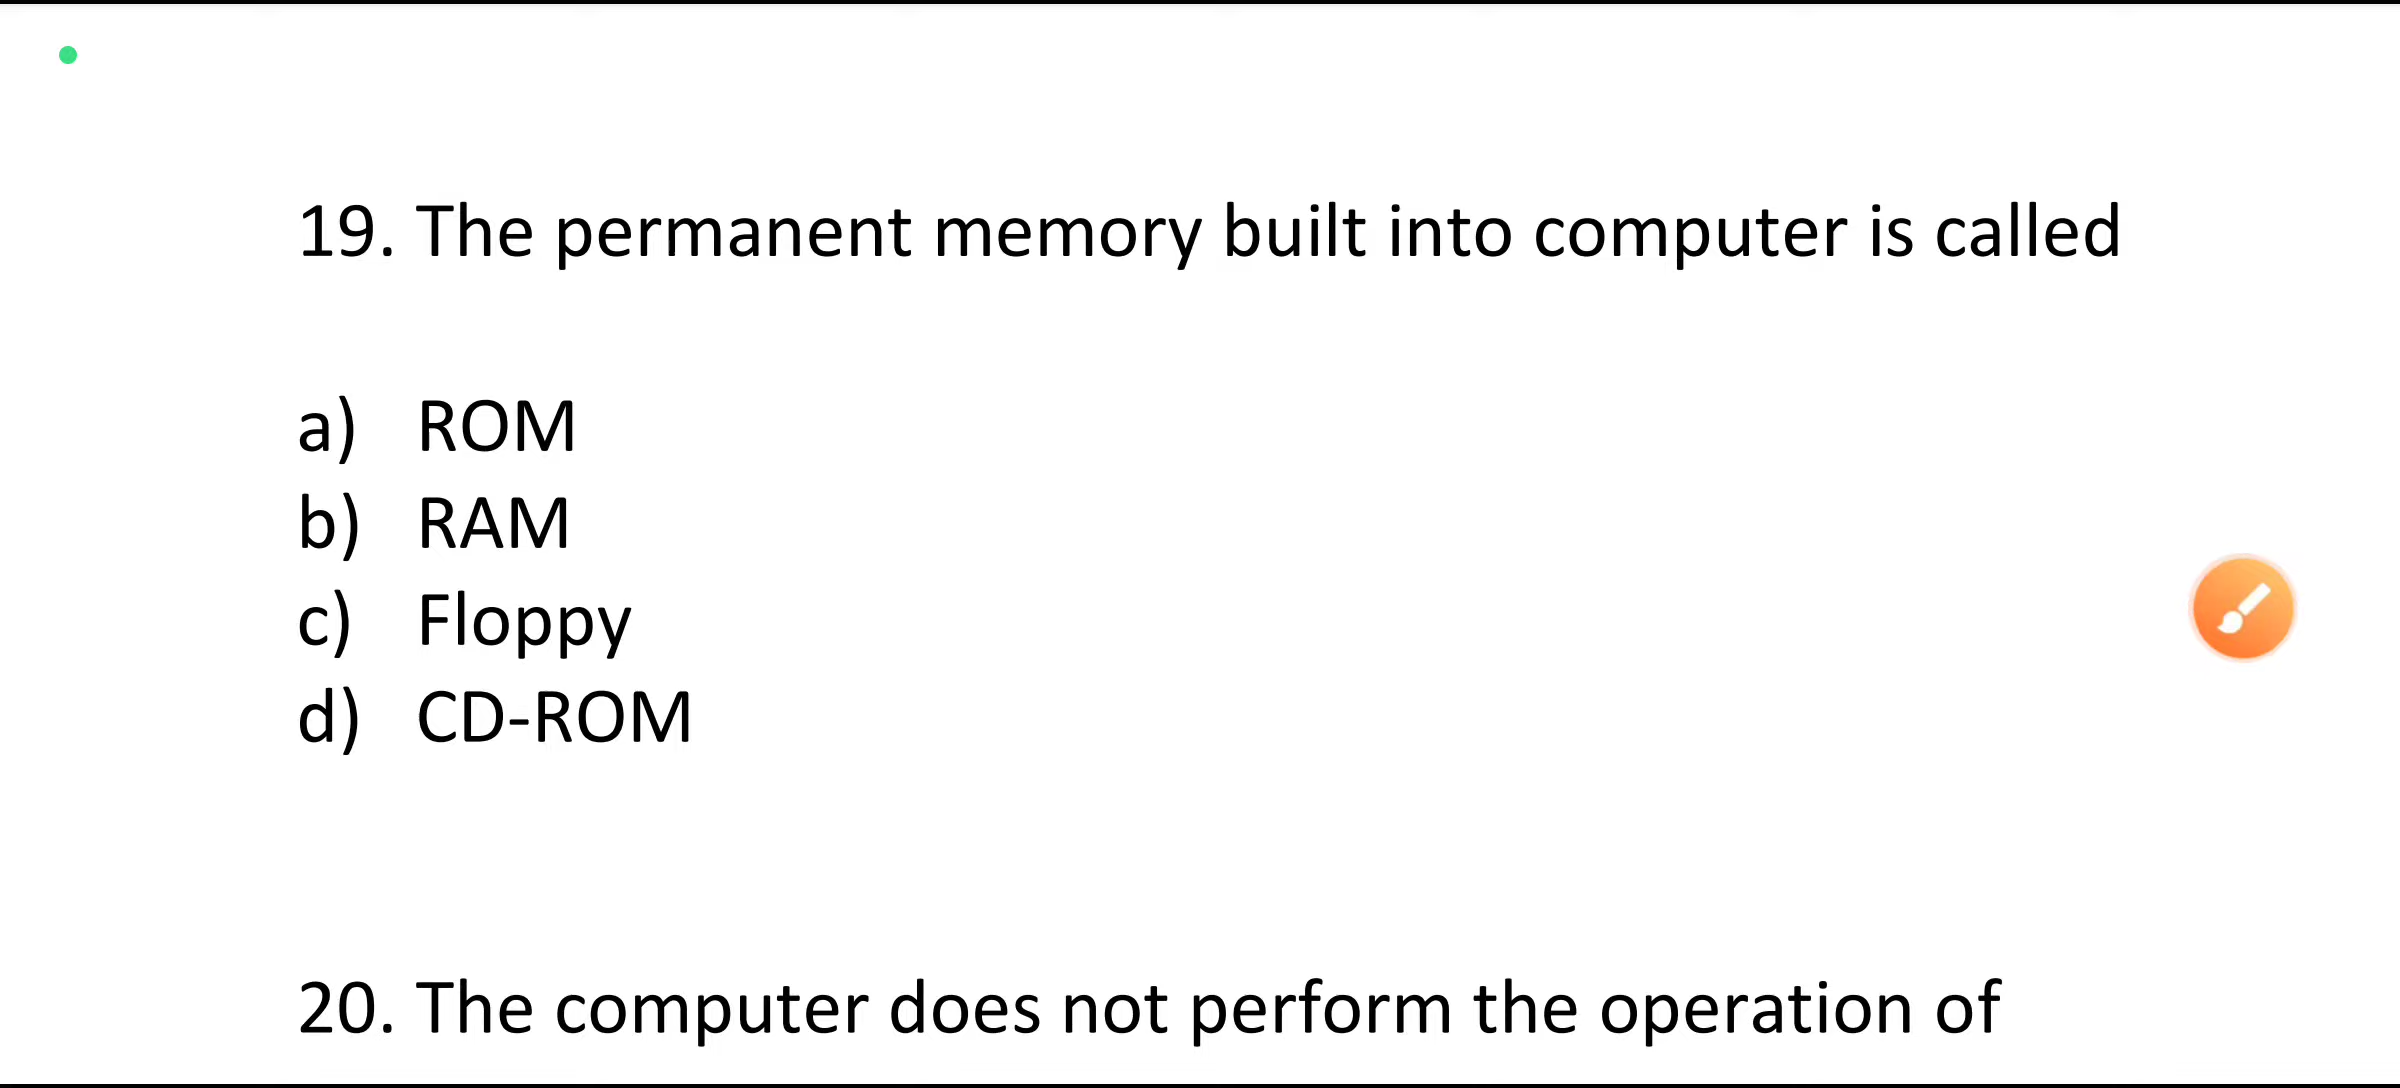 19. The permanent memory built into computer is called
a) ROM
b) RAM
c) Floppy
d) CD-ROM
20. The computer does not perform the operation of